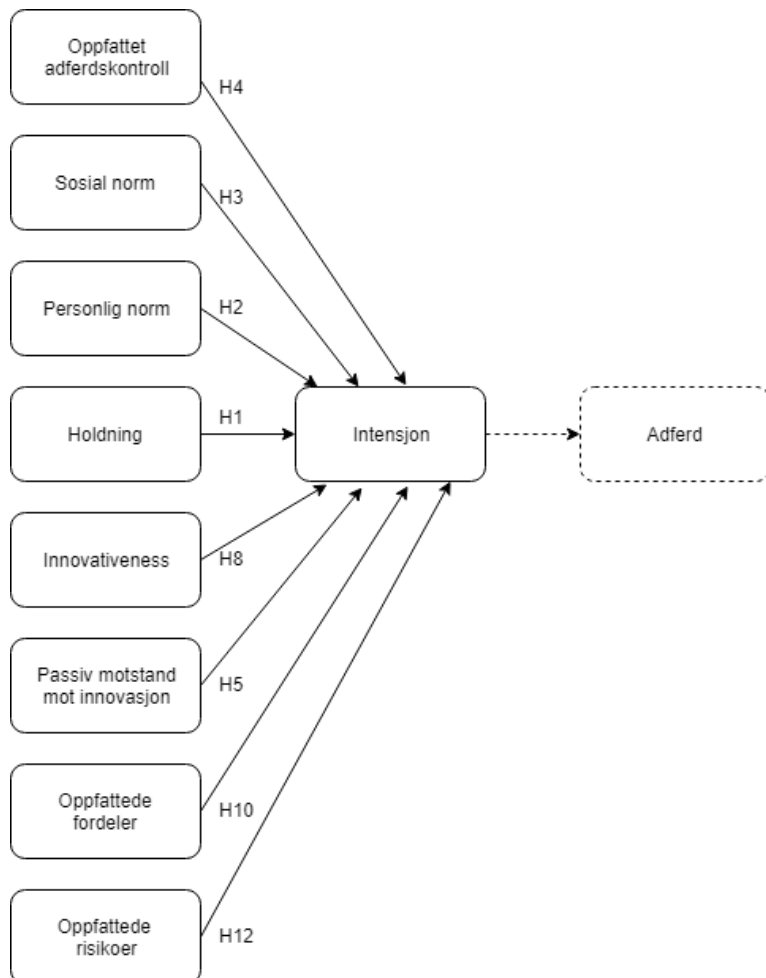 Oppfattet
adferdskontroll
H4
Sosial norm
H3
Personlig norm
H2
Holdning
H1
Intensjon
Adferd
Innovativeness
H8
Passiv motstand
mot innovasjon
H5
Oppfattede
fordeler
H10
Oppfattede
risikoer
H12